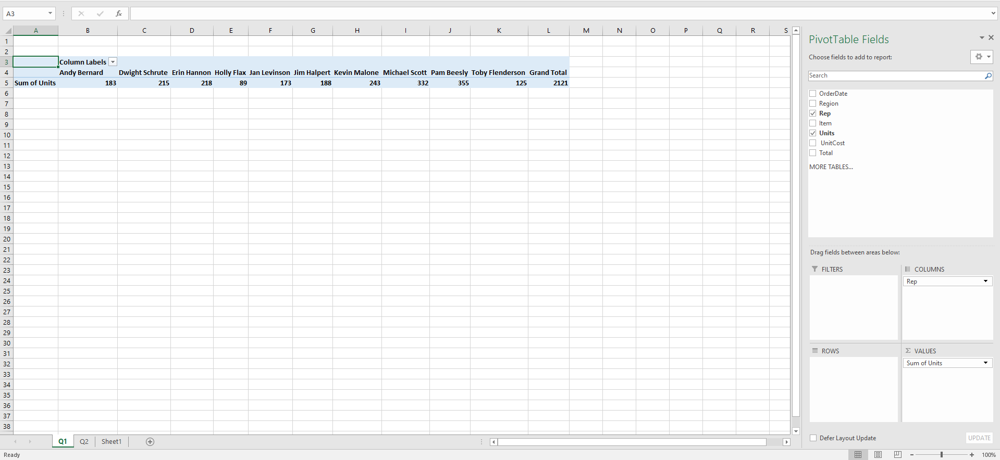 A3
fx
A B C D E F G H I J K L M N O P Q R S
1
2
3 Column Labels
4 Andy Bernard Dwight Schrute Erin Hannon Holly Flax Jan Levinson Jim Halpert Kevin Malone Michael Scott Pam Beesly Toby Flenderson Grand Total
5 Sum of Units 183 215 218 89 173 188 243 332 355 125 2121
6
7
8
9
10
11
12
13
14
15
16
17
18
19
20
21
22
23
24
25
26
27
28
29
30
31
32
33
34
35
36
37
38
Q1 Q2 Sheet1
Ready
100%
PivotTable Fields
Choose fields to add to report:
Search
OrderDate
Region
Rep
Item
Units
UnitCost
Total
MORE TABLES...
Drag fields between areas below:
FILTERS
COLUMNS
Rep
ROWS
Σ VALUES
Sum of Units
Defer Layout Update
UPDATE